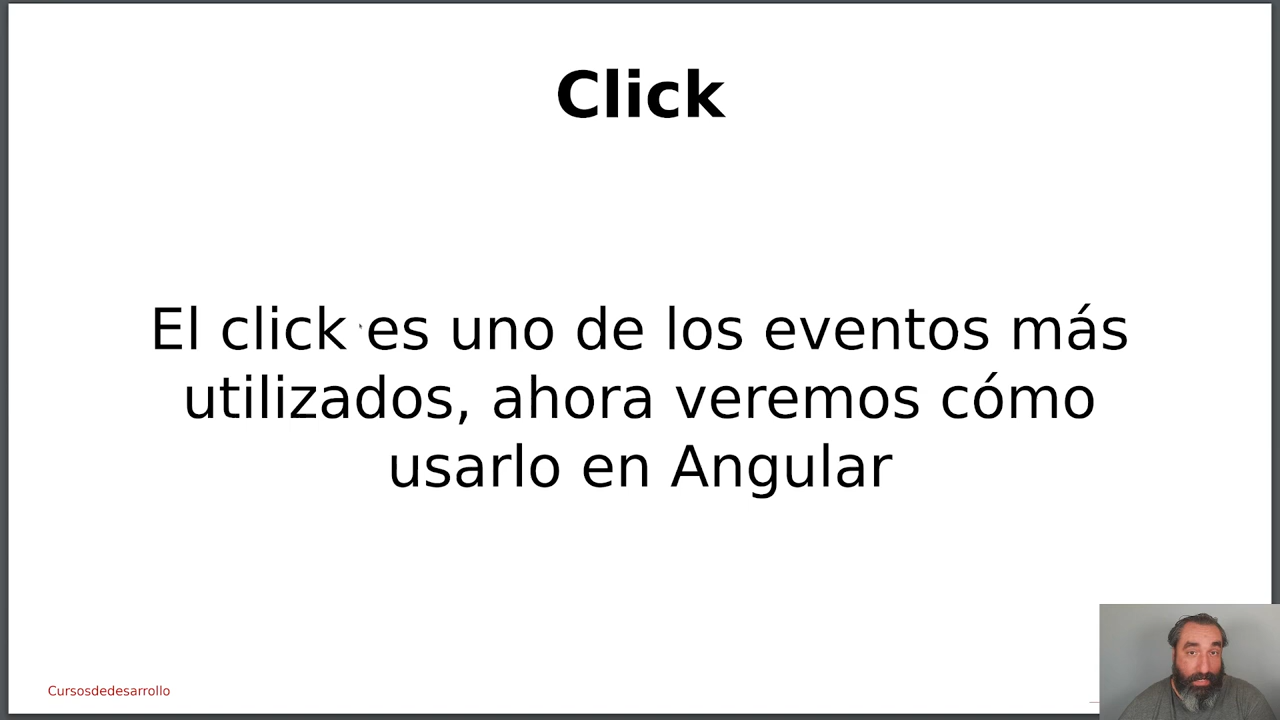 Click
El click es uno de los eventos más
utilizados, ahora veremos cómo
usarlo en Angular
Cursosdedesarrollo